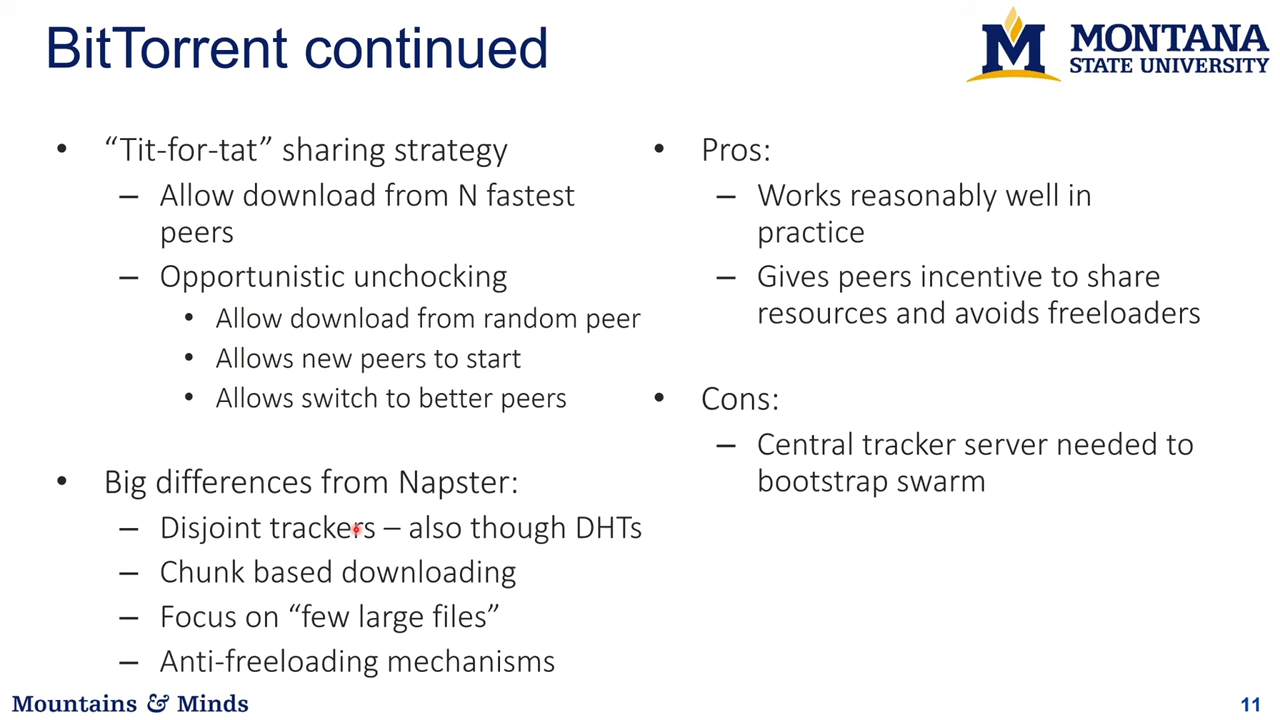 BitTorrent continued
MONTANA
STATE UNIVERSITY
• “Tit-for-tat” sharing strategy
– Allow download from N fastest
peers
– Opportunistic unchocking
• Allow download from random peer
• Allows new peers to start
• Allows switch to better peers
• Big differences from Napster:
– Disjoint trackers – also though DHTs
– Chunk based downloading
– Focus on “few large files”
– Anti-freeloading mechanisms
• Pros:
– Works reasonably well in
practice
– Gives peers incentive to share
resources and avoids freeloaders
• Cons:
– Central tracker server needed to
bootstrap swarm
Mountains & Minds
11